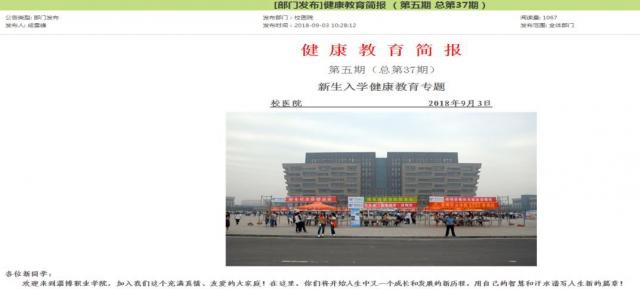 [部门发布]健康教育简报 （第五期 总第37期）
公告类型: 部门发布 发布部门：校医院 阅读量: 1067
发布时间：2018-09-03 10:28:12 发布范围: 全体部门
健康教育简报
第五期（总第37期）
新生入学健康教育专题
校医院 2018年9月3日
各位新同学：
欢迎来到淄博职业学院，加入我们这个充满真情、友爱的大家庭！在这里，你们将开始人生中又一个成长和发展的新历程，用自己的智慧和汗水谱写人生新的篇章！